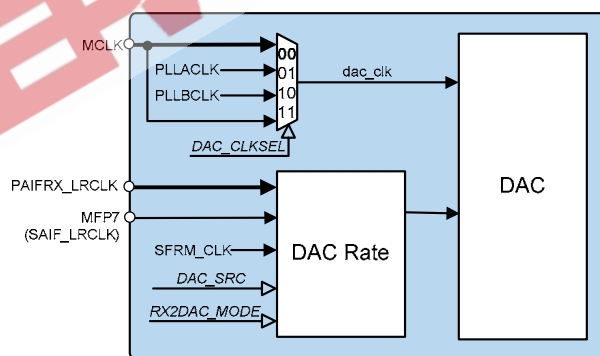 MCLK
00
PLLACLK
01
dac_clk
PLLBCLK
10
11
DAC_CLKSEL
DAC
PAIFRX_LRCLK
MFP7
(SAIF_LRCLK)
SFRM_CLK
DAC Rate
DAC_SRC
RX2DAC_MODE